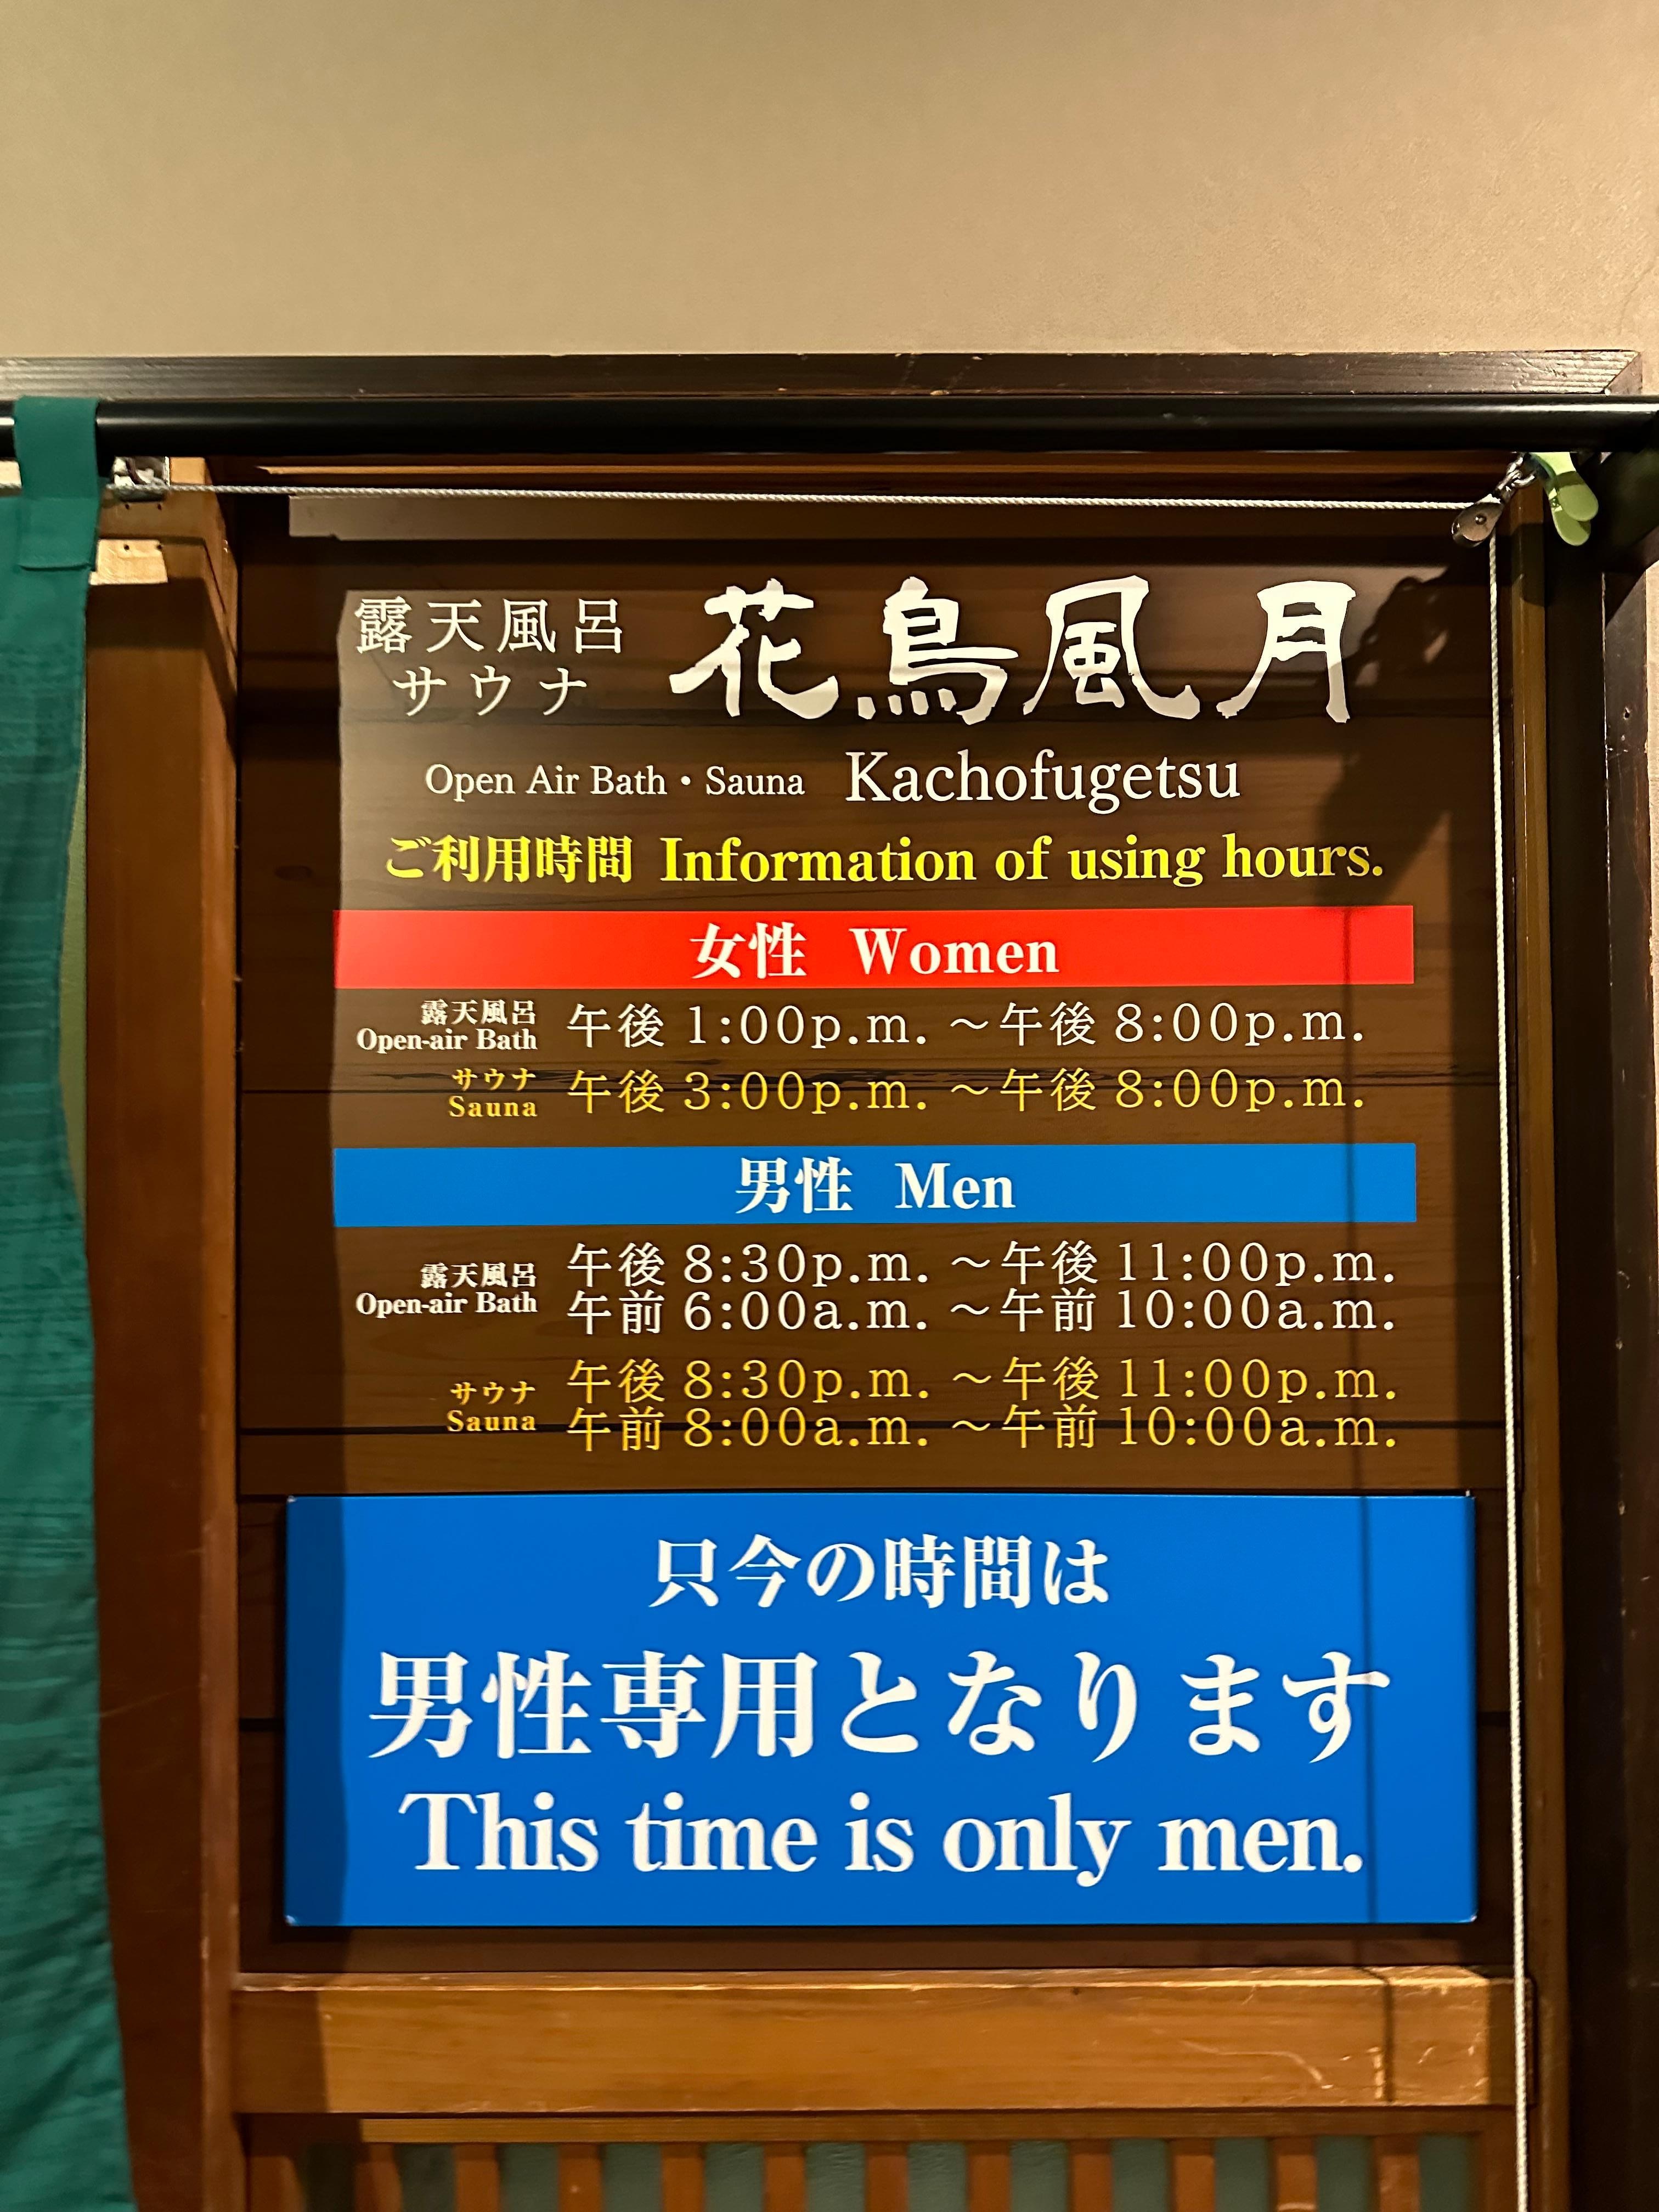 露天風呂 花鳥風月
サウナ
Open Air Bath・Sauna Kachofugetsu
ご利用時間 Information of using hours.
女性 Women
露天風呂
Open-air Bath 午後 1:00p.m. ～午後 8:00p.m.
サウナ
Sauna 午後 3:00p.m. ～午後 8:00p.m.
男性 Men
露天風呂
Open-air Bath
午後 8:30p.m. ～午後 11:00p.m.
午前 6:00a.m. ～午前 10:00a.m.
サウナ
Sauna
午後 8:30p.m. ～午後 11:00p.m.
午前 8:00a.m. ～午前 10:00a.m.
只今の時間は
男性専用となります
This time is only men.